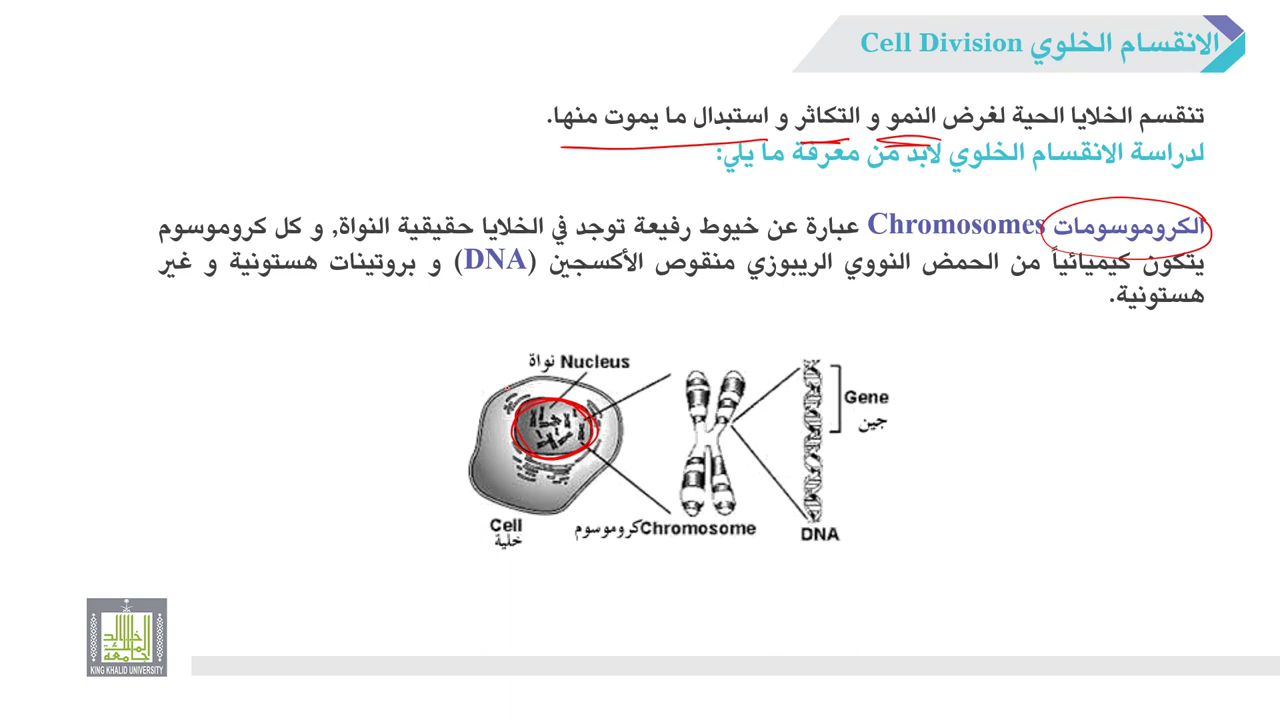 الانقسام الخلوي Cell Division
تنقسم الخلايا الحية لغرض النمو و التكاثر و استبدال ما يموت منها.
لدراسة الانقسام الخلوي لابد من معرفة ما يلي:
الكروموسومات Chromosomes عبارة عن خيوط رفيعة توجد في الخلايا حقيقية النواة, و كل كروموسوم
يتكون كيميائياً من الحمض النووي الريبوزي منقوص الأكسجين (DNA) و بروتينات هستونية و غير
هستونية.
نواة Nucleus
Gene
جين
Cell
خلية
كروموسوم Chromosome
DNA
جامعة الملك خالد
KING KHALID UNIVERSITY